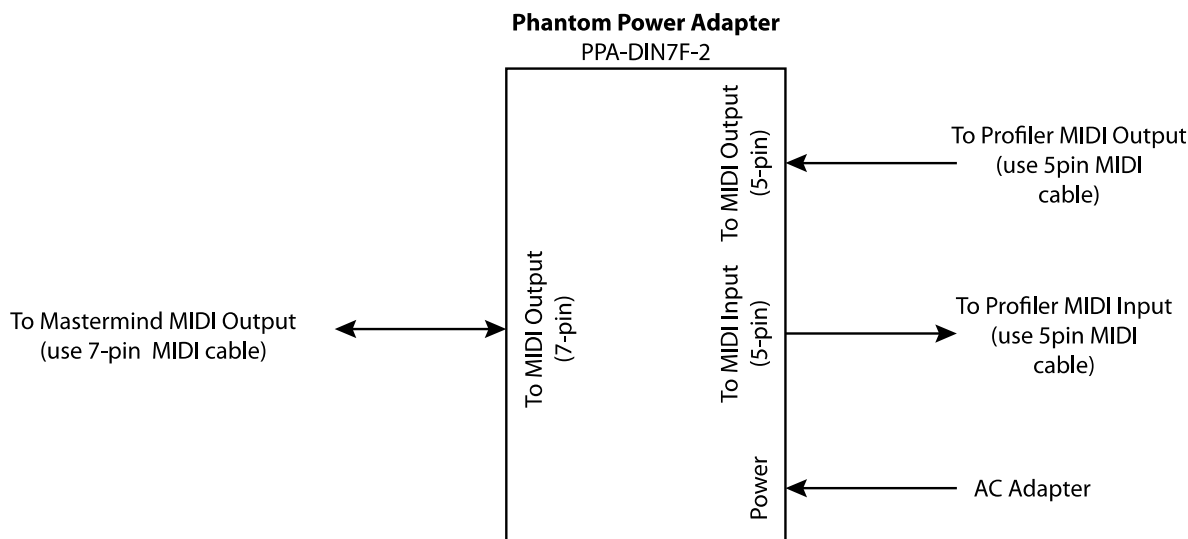 Phantom Power Adapter
PPA-DIN7F-2
To MIDI Output
(5-pin)
To Profiler MIDI Output
(use 5pin MIDI
cable)
To Mastermind MIDI Output
(use 7-pin MIDI cable)
To MIDI Output
(7-pin)
To MIDI Input
(5-pin)
To Profiler MIDI Input
(use 5pin MIDI
cable)
Power
AC Adapter